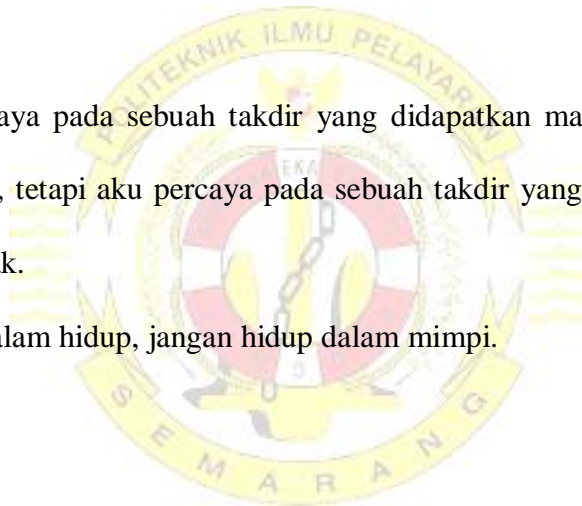 POLITEKNIK ILMU PELAYARAN
aya pada sebuah takdir yang didapatkan ma
EKA
, tetapi aku percaya pada sebuah takdir yang
k.
alam hidup, jangan hidup dalam mimpi.
SEMARANG